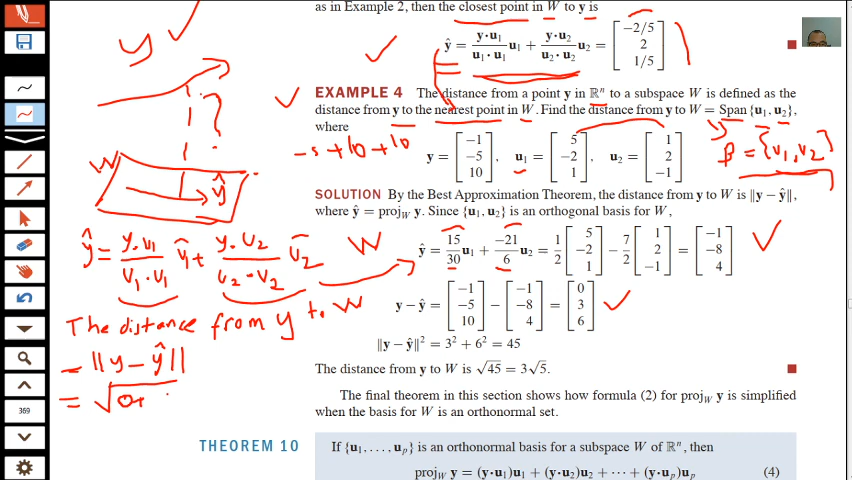 as in Example 2, then the closest point in W to y is
ŷ = y·u₁/u₁·u₁ u₁ + y·u₂/u₂·u₂ u₂ = [−2/5 2 1/5]
y
EXAMPLE 4 The distance from a point y in ℝⁿ to a subspace W is defined as the
distance from y to the nearest point in W. Find the distance from y to W = Span {u₁, u₂},
where
-5 + 10 + 10
y = [−1 −5 10], u₁ = [5 −2 1], u₂ = [1 2 −1]
β = {v₁, v₂}
W
ŷ
SOLUTION By the Best Approximation Theorem, the distance from y to W is ‖y − ŷ‖,
where ŷ = projW y. Since {u₁, u₂} is an orthogonal basis for W,
ŷ = y.v₁/v₁.v₁ v₁ + y.v₂/v₂.v₂ v₂
W
ŷ = 15/30 u₁ + −21/6 u₂ = 1/2 [5 −2 1] − 7/2 [1 2 −1] = [−1 −8 4]
y − ŷ = [−1 −5 10] − [−1 −8 4] = [0 3 6]
The distance from y to W
‖y − ŷ‖² = 3² + 6² = 45
= ||y - ŷ||
The distance from y to W is √45 = 3√5.
= √0+
The final theorem in this section shows how formula (2) for projW y is simplified
when the basis for W is an orthonormal set.
369
THEOREM 10
If {u₁, . . . , uₚ} is an orthonormal basis for a subspace W of ℝⁿ, then
projW y = (y·u₁)u₁ + (y·u₂)u₂ + ··· + (y·uₚ)uₚ (4)